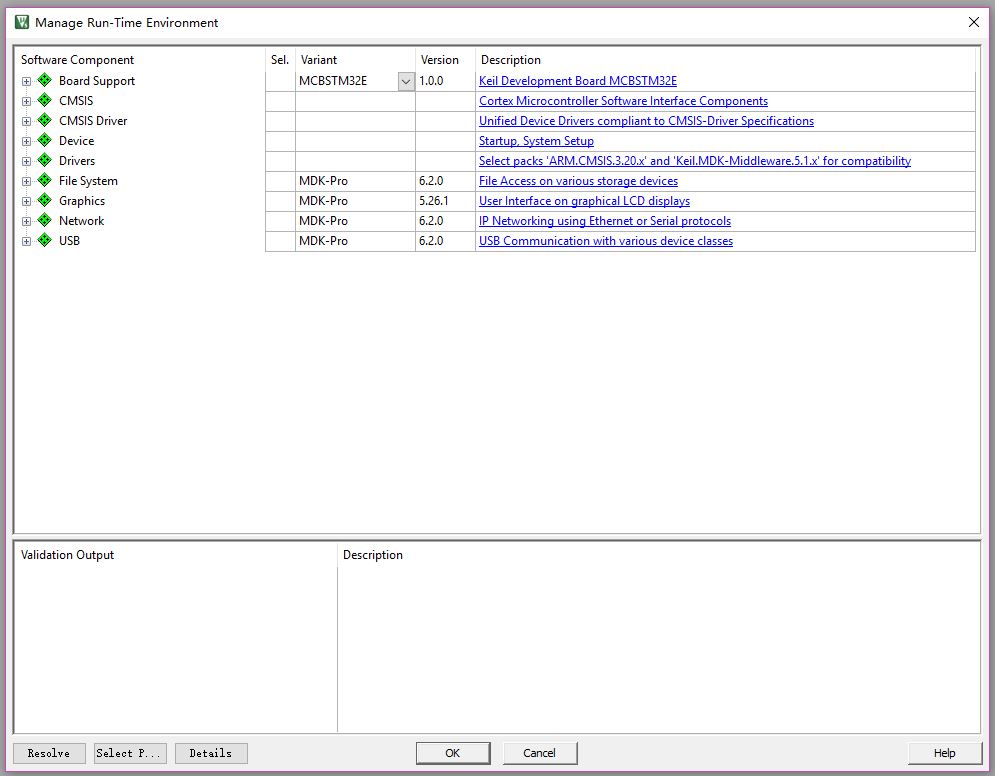 Manage Run-Time Environment
Software Component Sel. Variant Version Description
Board Support MCBSTM32E 1.0.0 Keil Development Board MCBSTM32E
CMSIS Cortex Microcontroller Software Interface Components
CMSIS Driver Unified Device Drivers compliant to CMSIS-Driver Specifications
Device Startup, System Setup
Drivers Select packs 'ARM.CMSIS.3.20.x' and 'Keil.MDK-Middleware.5.1.x' for compatibility
File System MDK-Pro 6.2.0 File Access on various storage devices
Graphics MDK-Pro 5.26.1 User Interface on graphical LCD displays
Network MDK-Pro 6.2.0 IP Networking using Ethernet or Serial protocols
USB MDK-Pro 6.2.0 USB Communication with various device classes
Validation Output Description
Resolve Select P... Details OK Cancel Help